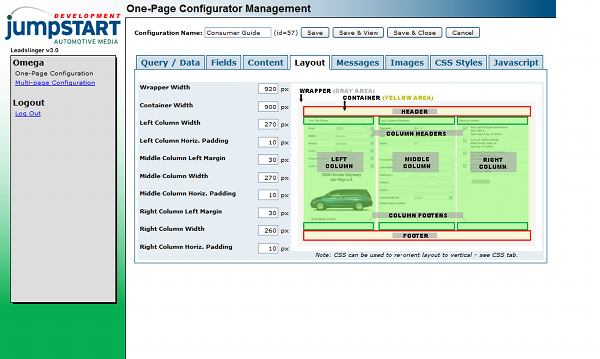 DEVELOPMENT
jumpSTART
AUTOMOTIVE MEDIA
Leadslinger v3.0
Omega
One-Page Configuration
Multi-page Configuration
Logout
Log Out
One-Page Configurator Management
Configuration Name: Consumer Guide (id=57) Save Save & View Save & Close Cancel
Query / Data Fields Content Layout Messages Images CSS Styles Javascript
Wrapper Width 920 px
Container Width 900 px
Left Column Width 270 px
Left Column Horiz. Padding 10 px
Middle Column Left Margin 30 px
Middle Column Width 270 px
Middle Column Horiz. Padding 10 px
Right Column Left Margin 30 px
Right Column Width 260 px
Right Column Horiz. Padding 10 px
WRAPPER (GRAY AREA)
CONTAINER (YELLOW AREA)
HEADER
COLUMN HEADERS
LEFT COLUMN
MIDDLE COLUMN
RIGHT COLUMN
2008 Honda Odyssey
COLUMN FOOTERS
FOOTER
Note: CSS can be used to re-orient layout to vertical - see CSS tab.